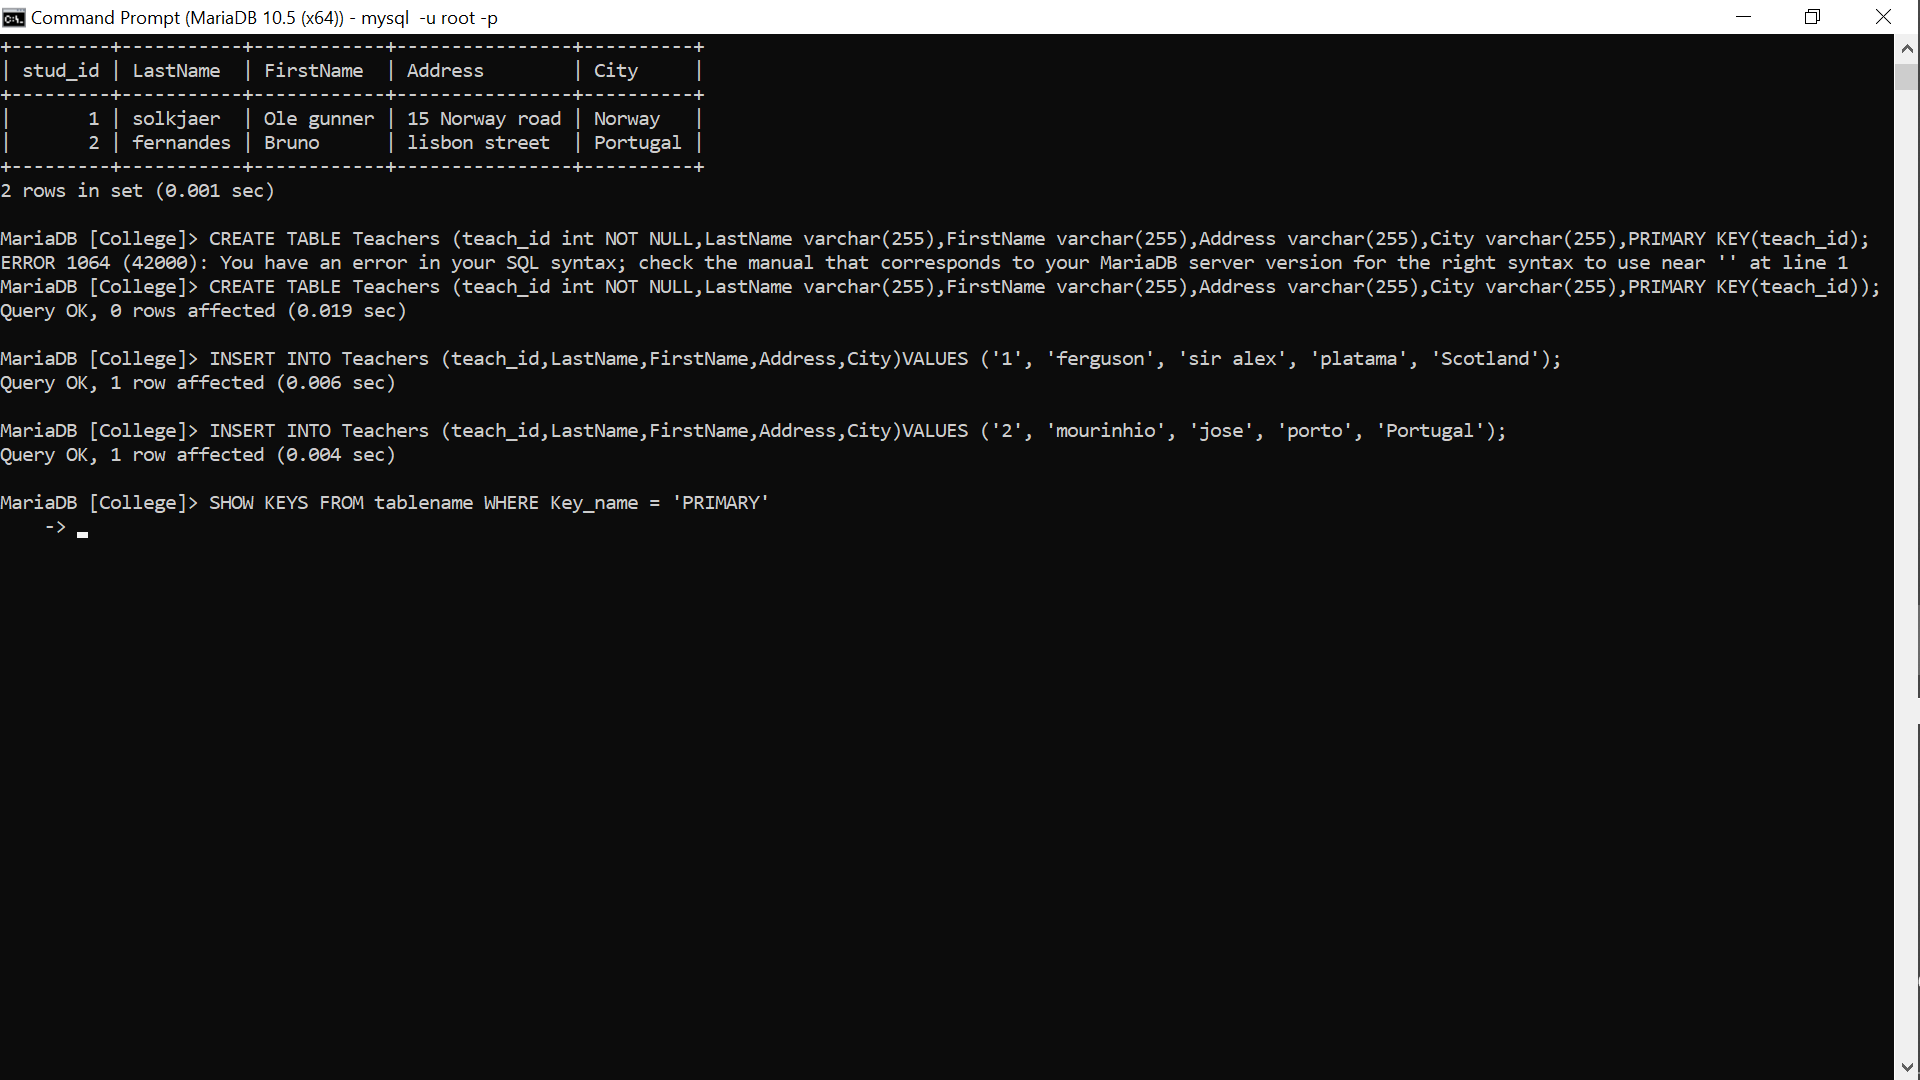 Command Prompt (MariaDB 10.5 (x64)) - mysql  -u root -p
+---------+-----------+------------+----------------+----------+
| stud_id | LastName  | FirstName  | Address        | City     |
+---------+-----------+------------+----------------+----------+
|       1 | solkjaer  | Ole gunner | 15 Norway road | Norway   |
|       2 | fernandes | Bruno      | lisbon street  | Portugal |
+---------+-----------+------------+----------------+----------+
2 rows in set (0.001 sec)
MariaDB [College]> CREATE TABLE Teachers (teach_id int NOT NULL,LastName varchar(255),FirstName varchar(255),Address varchar(255),City varchar(255),PRIMARY KEY(teach_id);
ERROR 1064 (42000): You have an error in your SQL syntax; check the manual that corresponds to your MariaDB server version for the right syntax to use near '' at line 1
MariaDB [College]> CREATE TABLE Teachers (teach_id int NOT NULL,LastName varchar(255),FirstName varchar(255),Address varchar(255),City varchar(255),PRIMARY KEY(teach_id));
Query OK, 0 rows affected (0.019 sec)
MariaDB [College]> INSERT INTO Teachers (teach_id,LastName,FirstName,Address,City)VALUES ('1', 'ferguson', 'sir alex', 'platama', 'Scotland');
Query OK, 1 row affected (0.006 sec)
MariaDB [College]> INSERT INTO Teachers (teach_id,LastName,FirstName,Address,City)VALUES ('2', 'mourinhio', 'jose', 'porto', 'Portugal');
Query OK, 1 row affected (0.004 sec)
MariaDB [College]> SHOW KEYS FROM tablename WHERE Key_name = 'PRIMARY'
    -> _